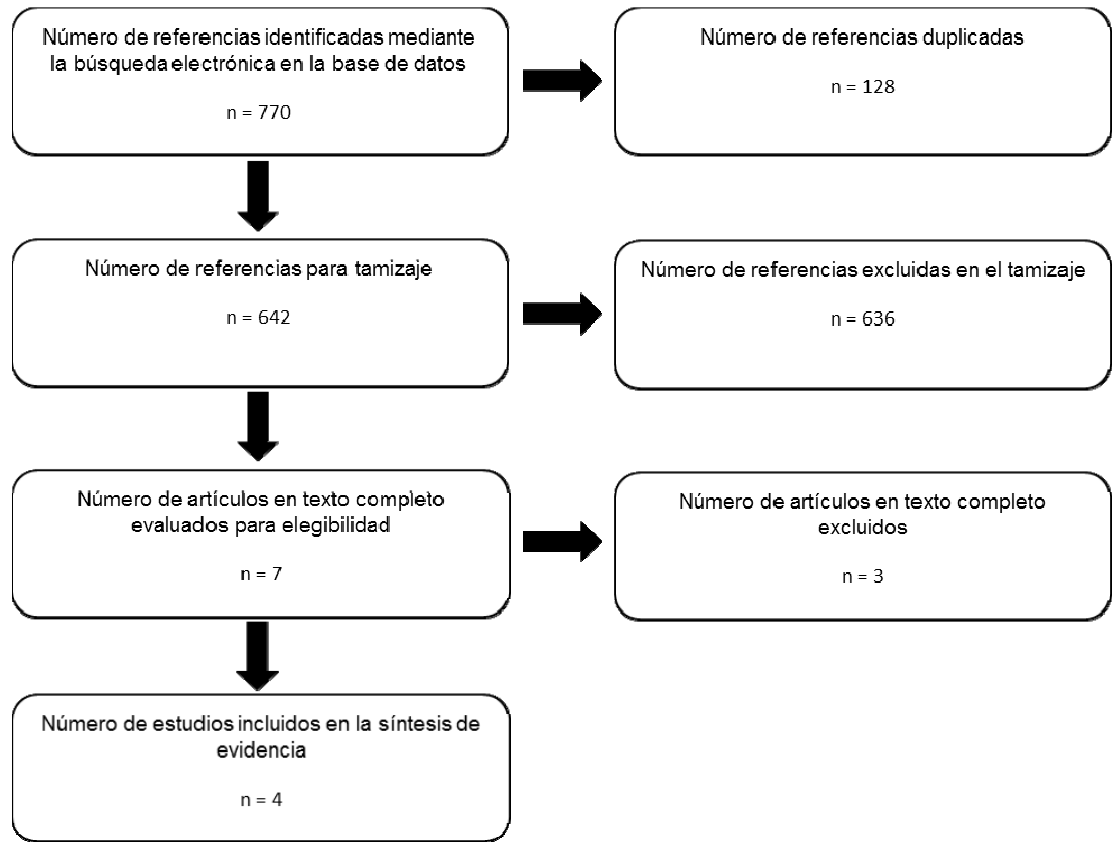 Número de referencias identificadas mediante
la búsqueda electrónica en la base de datos
n = 770
Número de referencias duplicadas
n = 128
Número de referencias para tamizaje
n = 642
Número de referencias excluidas en el tamizaje
n = 636
Número de artículos en texto completo
evaluados para elegibilidad
n = 7
Número de artículos en texto completo
excluidos
n = 3
Número de estudios incluidos en la síntesis de
evidencia
n = 4